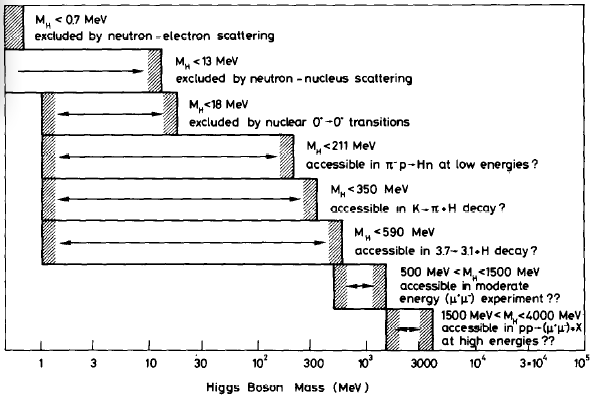 M_H < 0.7 MeV
excluded by neutron-electron scattering
M_H < 13 MeV
excluded by neutron-nucleus scattering
M_H < 18 MeV
excluded by nuclear 0⁺→0⁺ transitions
M_H < 211 MeV
accessible in π⁻p→Hn at low energies?
M_H < 350 MeV
accessible in K→π+H decay?
M_H < 590 MeV
accessible in 3.7→3.1+H decay?
500 MeV < M_H < 1500 MeV
accessible in moderate
energy (μ⁺μ⁻) experiment??
1500 MeV < M_H < 4000 MeV
accessible in pp→(μ⁺μ⁻)+X
at high energies??
1 3 10 30 10² 300 10³ 3000 10⁴ 3•10⁴ 10⁵
Higgs Boson Mass (MeV)